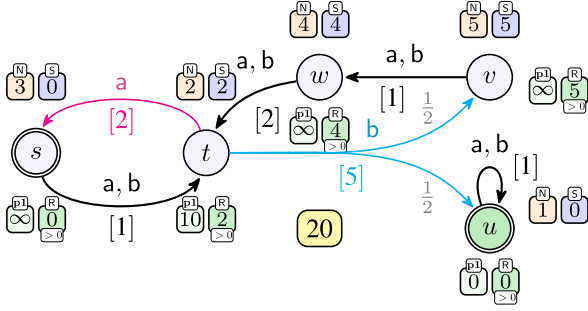 N S N S
4 4 5 5
a, b
a, b w v
N S N S
3 0 a 2 2
[1] p1 R
[2] 1/2 ∞ 5
> 0
[2] p1 R
∞ 4
> 0
b
s t
[5] a, b
[1]
a, b
1/2
N S
1 0
p1 R p1 R
∞ 0 [1] 10 2 20 u
> 0 > 0
p1 R
0 0
> 0